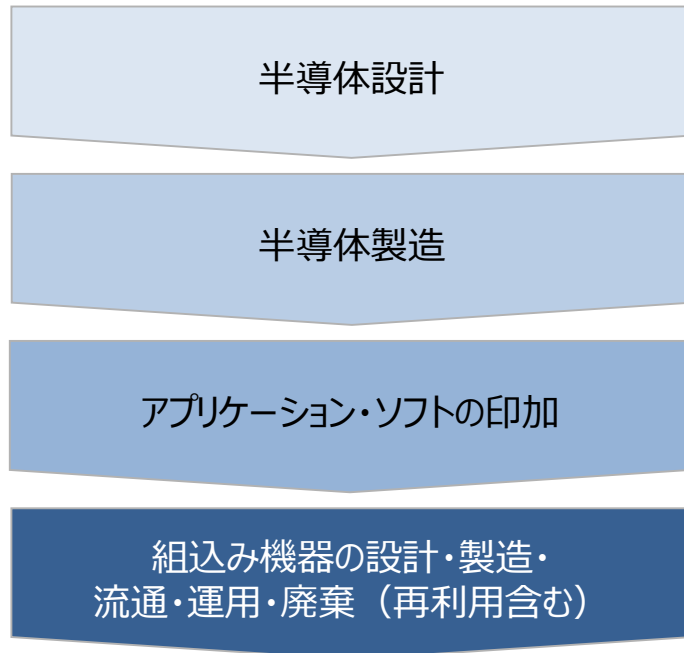 半導体設計
半導体製造
アプリケーション・ソフトの印加
組込み機器の設計・製造・
流通・運用・廃棄（再利用含む）